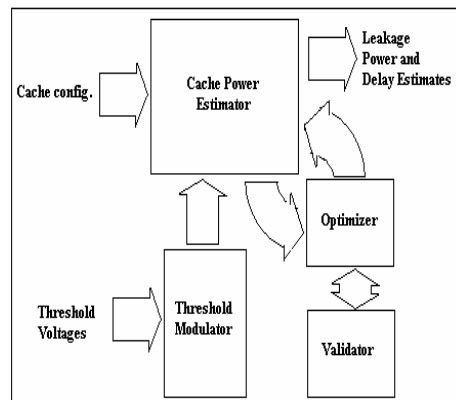 Leakage
Power and
Delay Estimates
Cache config.
Cache Power
Estimator
Optimizer
Threshold
Voltages
Threshold
Modulator
Validator